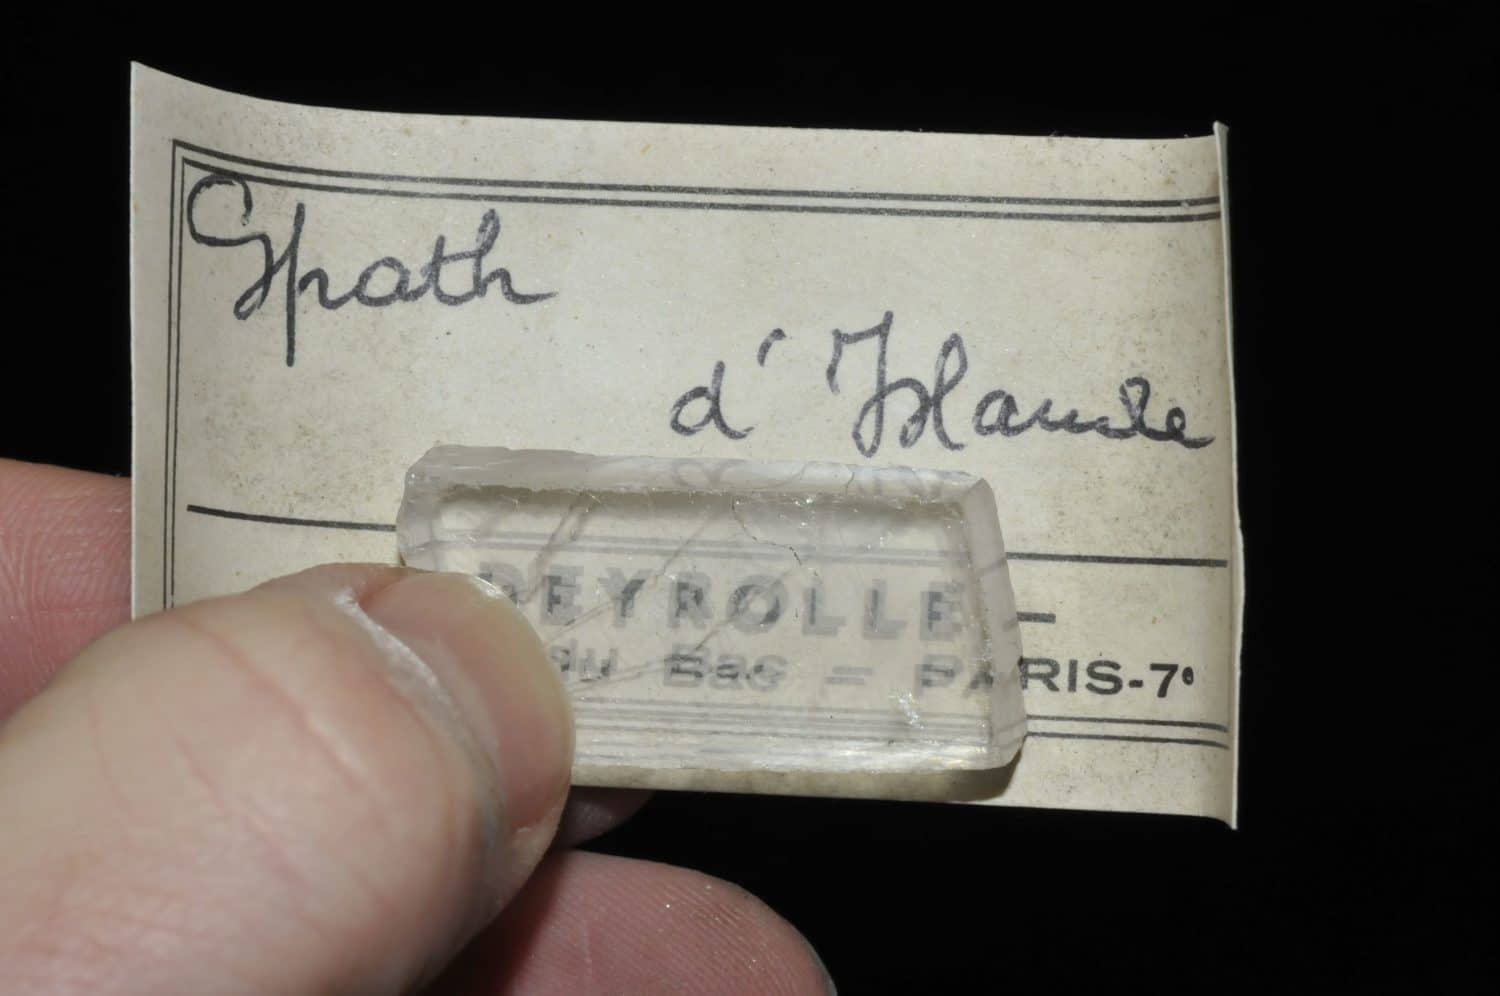 Spath
d'Islande
DEYROLLE —
du Bac — PARIS-7e